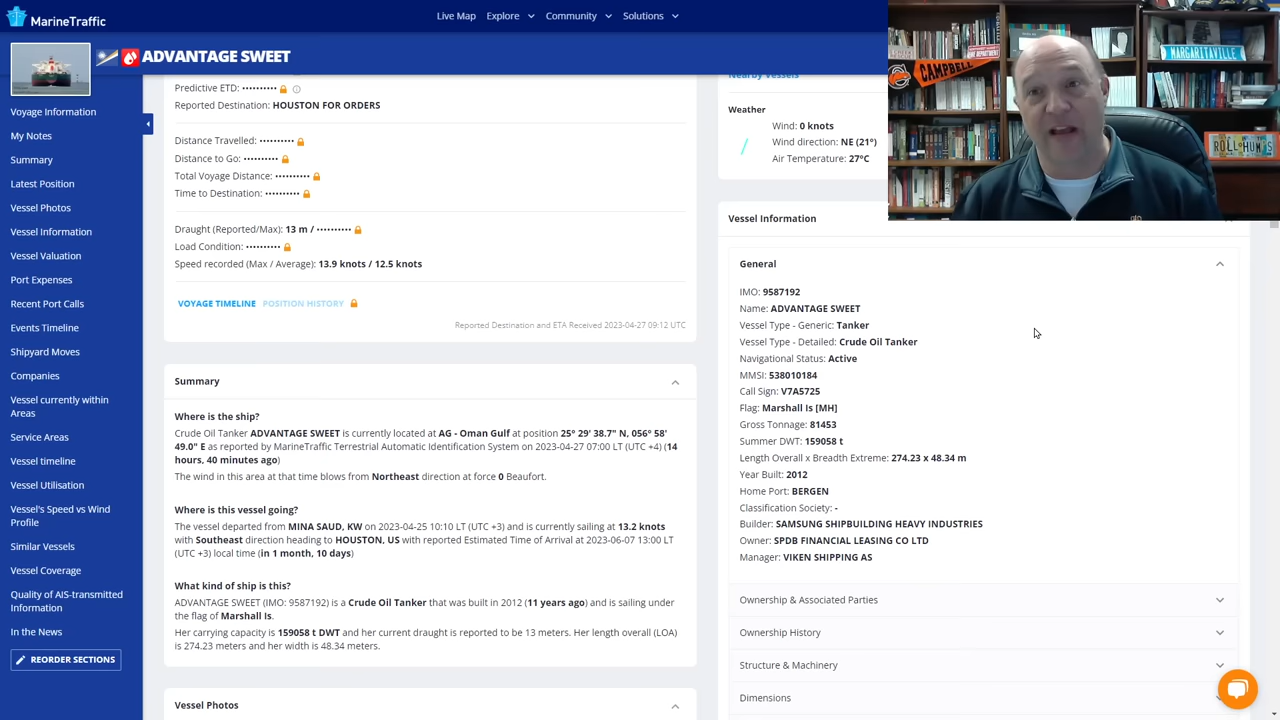 MarineTraffic
Live Map
Explore
Community
Solutions
ADVANTAGE SWEET
Voyage Information
My Notes
Summary
Latest Position
Vessel Photos
Vessel Information
Vessel Valuation
Port Expenses
Recent Port Calls
Events Timeline
Shipyard Moves
Companies
Vessel currently within
Areas
Service Areas
Vessel timeline
Vessel Utilisation
Vessel's Speed vs Wind
Profile
Similar Vessels
Vessel Coverage
Quality of AIS-transmitted
Information
In the News
REORDER SECTIONS
Predictive ETD: ••••••••••
Reported Destination: HOUSTON FOR ORDERS
Distance Travelled: ••••••••••
Distance to Go: ••••••••••
Total Voyage Distance: ••••••••••
Time to Destination: ••••••••••
Draught (Reported/Max): 13 m / ••••••••••
Load Condition: ••••••••••
Speed recorded (Max / Average): 13.9 knots / 12.5 knots
VOYAGE TIMELINE POSITION HISTORY
Reported Destination and ETA Received 2023-04-27 09:12 UTC
Summary
Where is the ship?
Crude Oil Tanker ADVANTAGE SWEET is currently located at AG - Oman Gulf at position 25° 29' 38.7" N, 056° 58'
49.0" E as reported by MarineTraffic Terrestrial Automatic Identification System on 2023-04-27 07:00 LT (UTC +4) (14
hours, 40 minutes ago)
The wind in this area at that time blows from Northeast direction at force 0 Beaufort.
Where is this vessel going?
The vessel departed from MINA SAUD, KW on 2023-04-25 10:10 LT (UTC +3) and is currently sailing at 13.2 knots
with Southeast direction heading to HOUSTON, US with reported Estimated Time of Arrival at 2023-06-07 13:00 LT
(UTC +3) local time (in 1 month, 10 days)
What kind of ship is this?
ADVANTAGE SWEET (IMO: 9587192) is a Crude Oil Tanker that was built in 2012 (11 years ago) and is sailing under
the flag of Marshall Is.
Her carrying capacity is 159058 t DWT and her current draught is reported to be 13 meters. Her length overall (LOA)
is 274.23 meters and her width is 48.34 meters.
Vessel Photos
Nearby Vessels
Weather
Wind: 0 knots
Wind direction: NE (21°)
Air Temperature: 27°C
Vessel Information
General
IMO: 9587192
Name: ADVANTAGE SWEET
Vessel Type - Generic: Tanker
Vessel Type - Detailed: Crude Oil Tanker
Navigational Status: Active
MMSI: 538010184
Call Sign: V7A5725
Flag: Marshall Is [MH]
Gross Tonnage: 81453
Summer DWT: 159058 t
Length Overall x Breadth Extreme: 274.23 x 48.34 m
Year Built: 2012
Home Port: BERGEN
Classification Society: -
Builder: SAMSUNG SHIPBUILDING HEAVY INDUSTRIES
Owner: SPDB FINANCIAL LEASING CO LTD
Manager: VIKEN SHIPPING AS
Ownership & Associated Parties
Ownership History
Structure & Machinery
Dimensions
CAMPBELL
MARGARITAVILLE
ROLL HUMPS